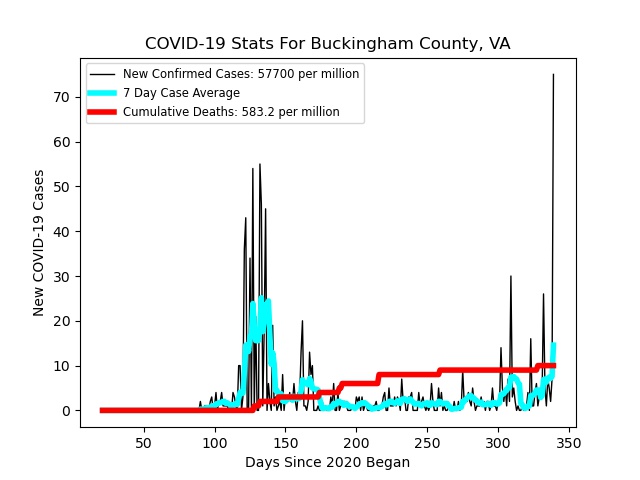 COVID-19 Stats For Buckingham County, VA
New Confirmed Cases: 57700 per million
7 Day Case Average
Cumulative Deaths: 583.2 per million
New COVID-19 Cases
70
60
50
40
30
20
10
0
50 100 150 200 250 300 350
Days Since 2020 Began